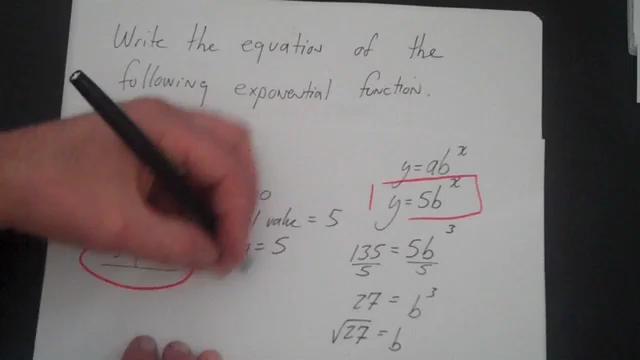 Write the equation of the
following exponential function.
y = ab^x
y = 5b^x
value = 5
= 5
135/5 = 5b^3/5
27 = b^3
√27 = b